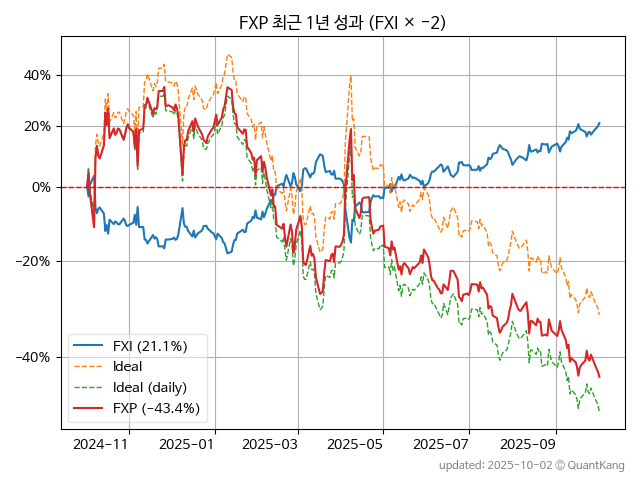 FXP 최근 1년 성과 (FXI × −2)
40%
20%
0%
−20%
−40%
FXI (21.1%)
Ideal
Ideal (daily)
FXP (−43.4%)
2024−11
2025−01
2025−03
2025−05
2025−07
2025−09
updated: 2025-10-02 © QuantKang